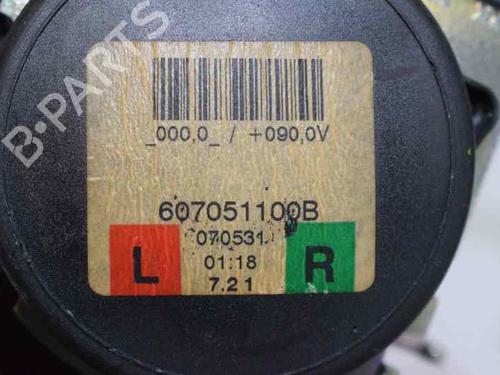 B·PARTS
_000,0_ / +090,0V
607051100B
070531
L 01:18 R
7.21